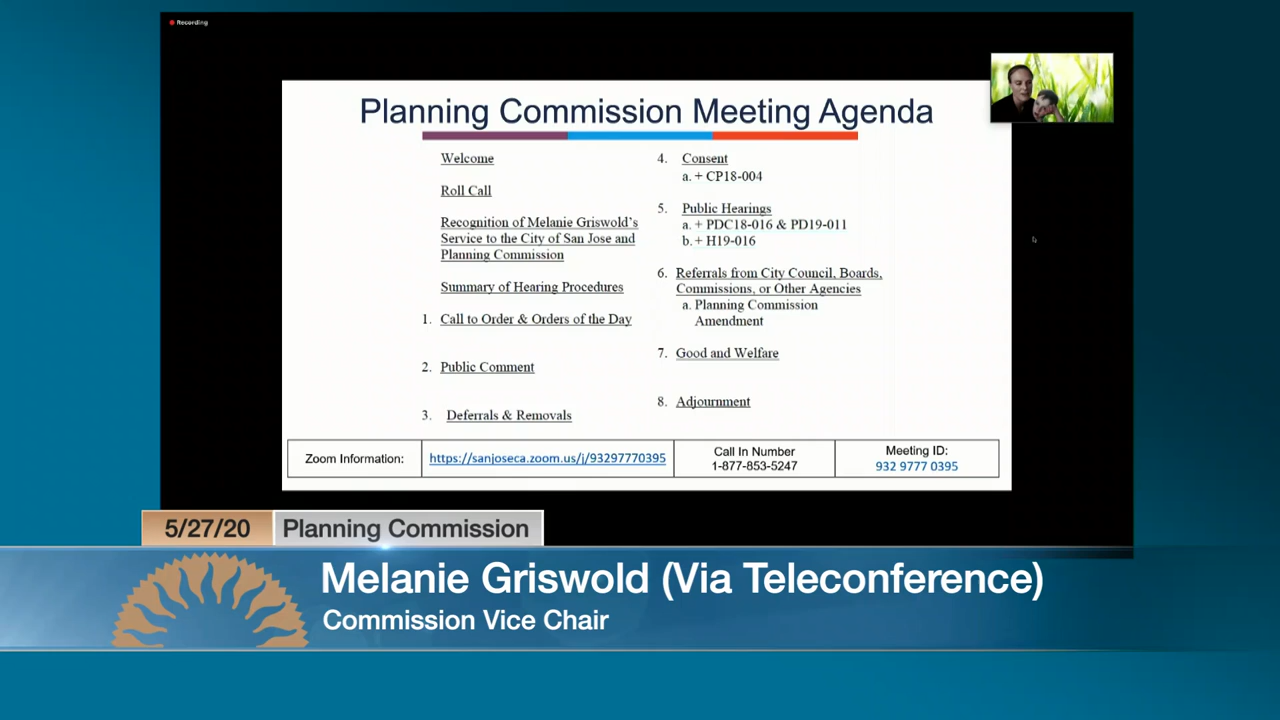 Recording
Planning Commission Meeting Agenda
Welcome
Roll Call
Recognition of Melanie Griswold's
Service to the City of San Jose and
Planning Commission
Summary of Hearing Procedures
1. Call to Order & Orders of the Day
2. Public Comment
3. Deferrals & Removals
4. Consent
a. + CP18-004
5. Public Hearings
a. + PDC18-016 & PD19-011
b. + H19-016
6. Referrals from City Council, Boards,
Commissions, or Other Agencies
a. Planning Commission
Amendment
7. Good and Welfare
8. Adjournment
Zoom Information:
https://sanjoseca.zoom.us/j/93297770395
Call In Number
1-877-853-5247
Meeting ID:
932 9777 0395
5/27/20
Planning Commission
Melanie Griswold (Via Teleconference)
Commission Vice Chair